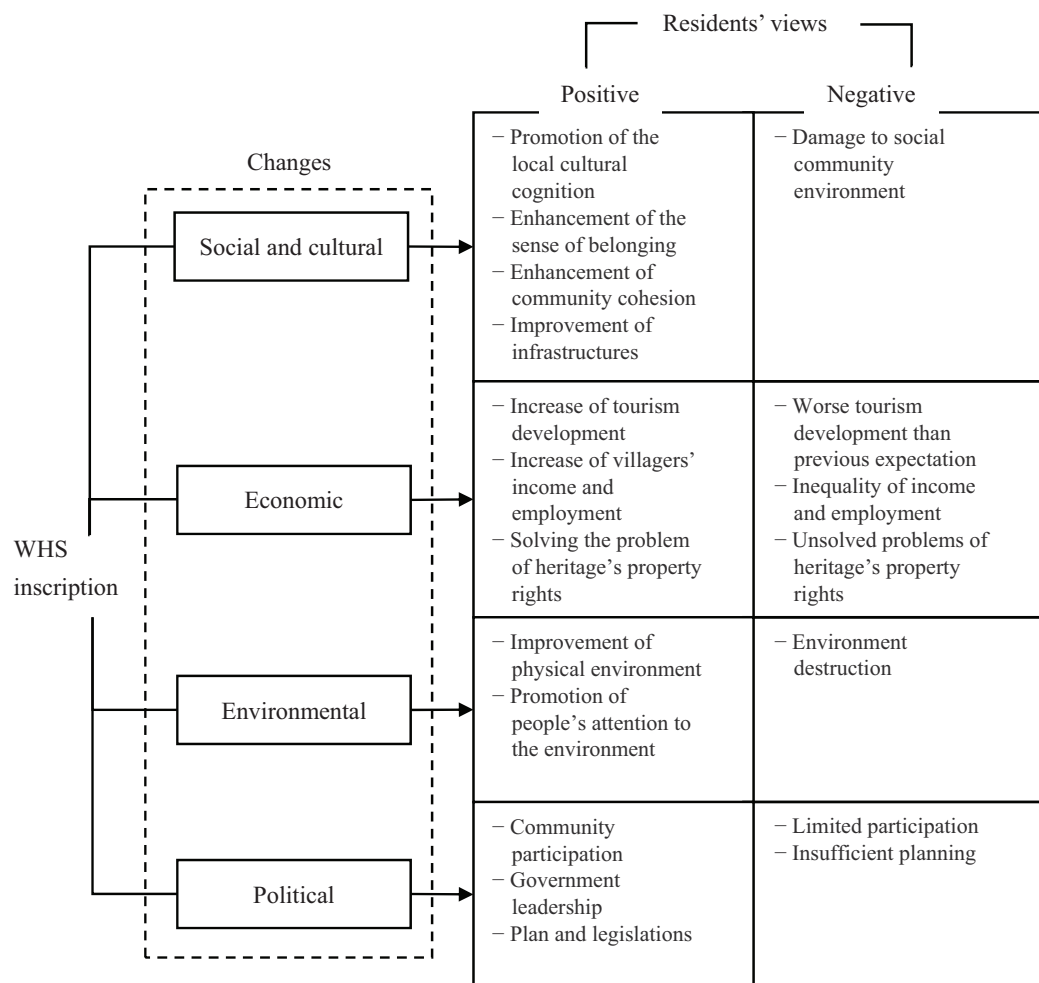 Residents’ views
Positive
Negative
Changes
WHS
inscription
Social and cultural
− Promotion of the
local cultural
cognition
− Enhancement of the
sense of belonging
− Enhancement of
community cohesion
− Improvement of
infrastructures
− Damage to social
community
environment
Economic
− Increase of tourism
development
− Increase of villagers’
income and
employment
− Solving the problem
of heritage’s property
rights
− Worse tourism
development than
previous expectation
− Inequality of income
and employment
− Unsolved problems of
heritage’s property
rights
Environmental
− Improvement of
physical environment
− Promotion of
people’s attention to
the environment
− Environment
destruction
Political
− Community
participation
− Government
leadership
− Plan and legislations
− Limited participation
− Insufficient planning